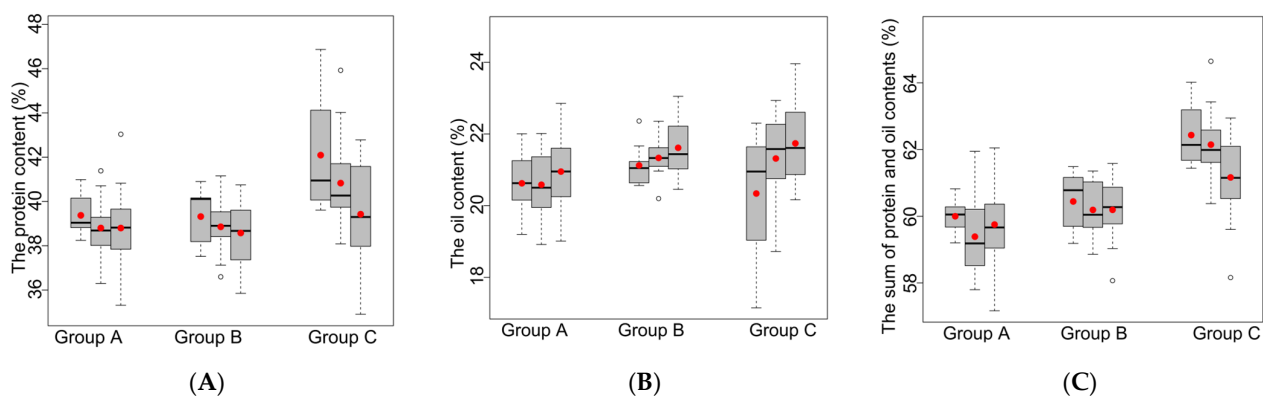 The protein content (%)
48
46
44
42
40
38
36
Group A Group B Group C
(A)
The oil content (%)
24
22
20
18
Group A Group B Group C
(B)
The sum of protein and oil contents (%)
64
62
60
58
Group A Group B Group C
(C)